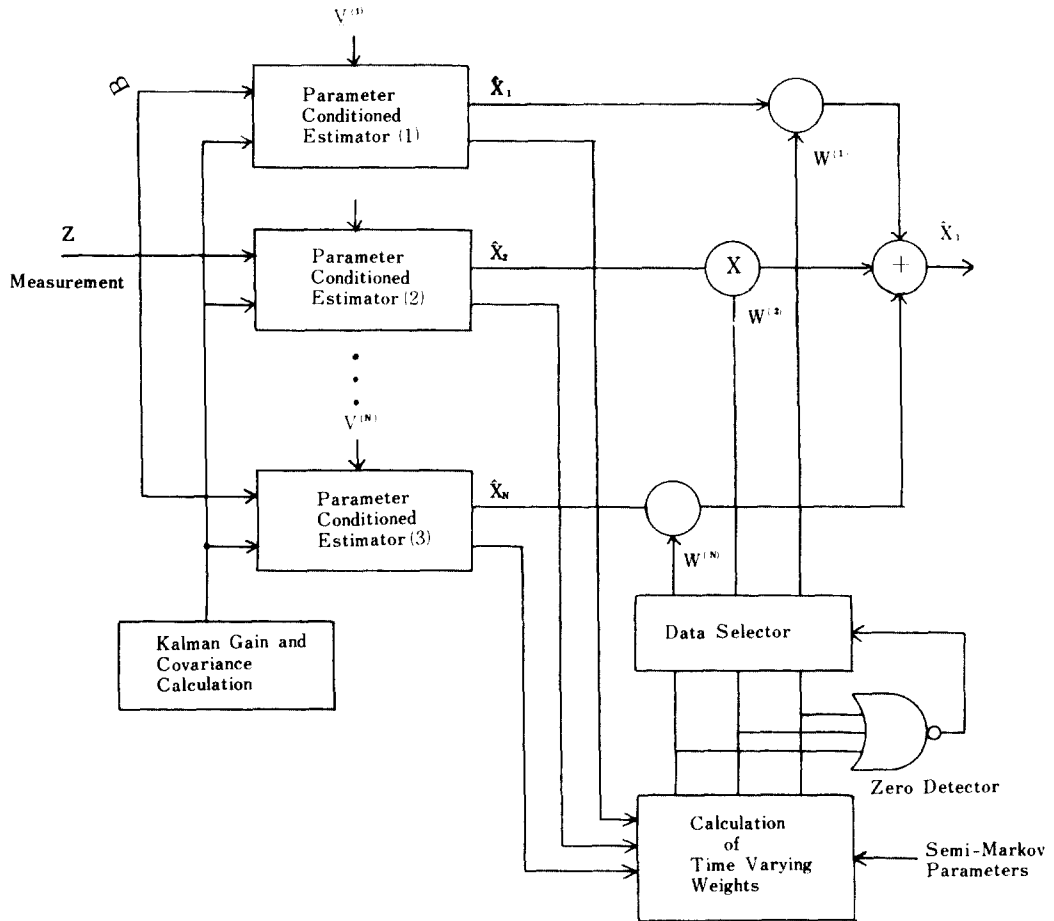 V⁽¹⁾
B
Parameter
Conditioned
Estimator (1)
X̂₁
W⁽¹⁾
Z
Measurement
Parameter
Conditioned
Estimator (2)
X̂₂
X
W⁽²⁾
+
X̂₁
V⁽ᴺ⁾
Parameter
Conditioned
Estimator (3)
X̂N
W⁽ᴺ⁾
Kalman Gain and
Covariance
Calculation
Data Selector
Zero Detector
Calculation
of
Time Varying
Weights
Semi-Markov
Parameters